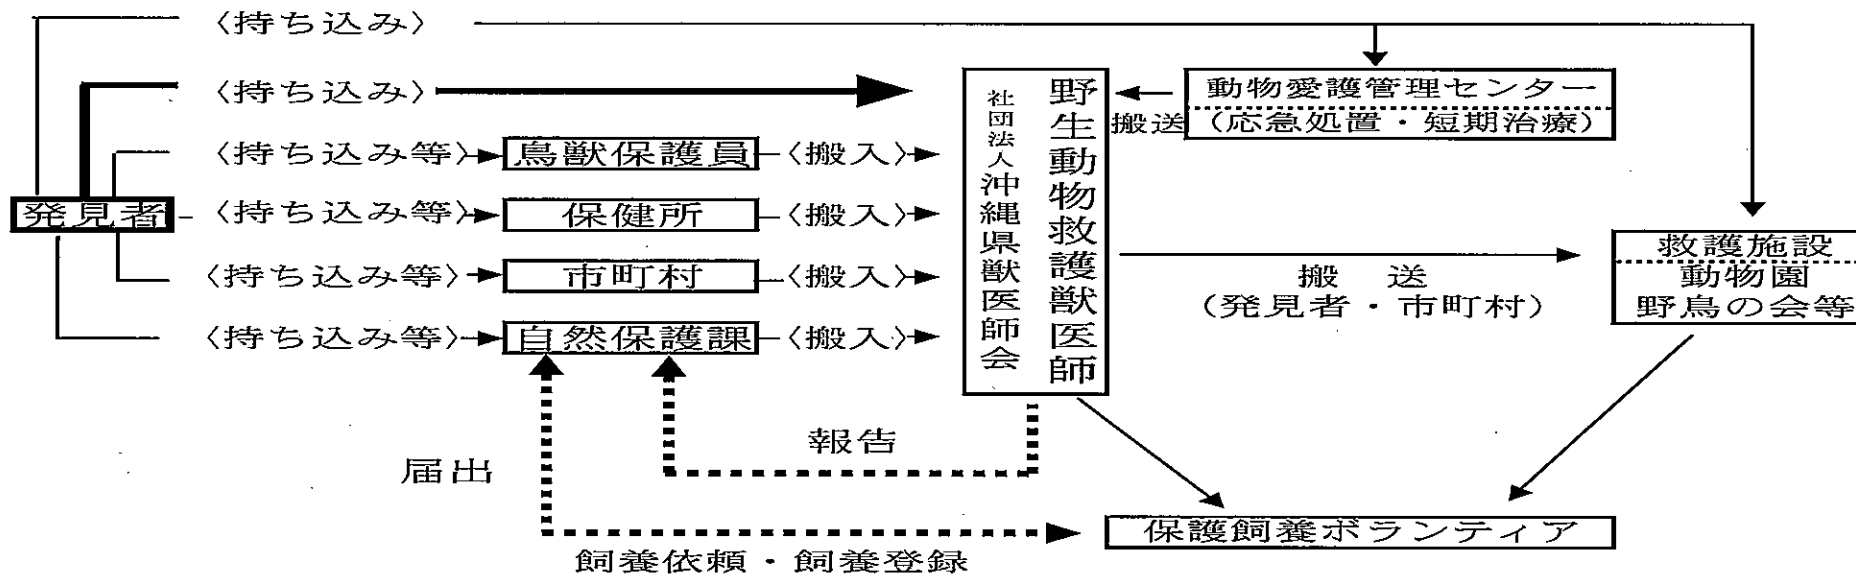 〈持ち込み〉
〈持ち込み〉
〈持ち込み等〉
鳥獣保護員
〈搬入〉
発見者
〈持ち込み等〉
保健所
〈搬入〉
〈持ち込み等〉
市町村
〈搬入〉
〈持ち込み等〉
自然保護課
〈搬入〉
野生動物救護獣医師
社団法人沖縄県獣医師会
動物愛護管理センター
（応急処置・短期治療）
搬送
搬　送
（発見者・市町村）
救護施設
動物園
野鳥の会等
報告
届出
保護飼養ボランティア
飼養依頼・飼養登録